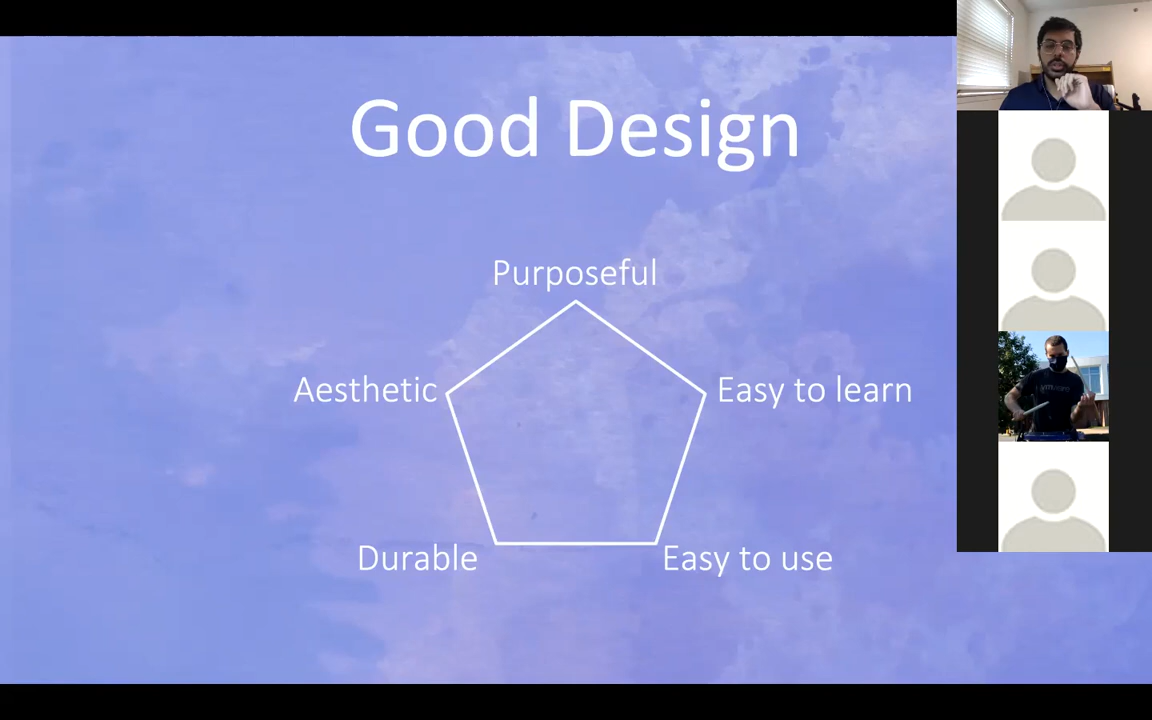 Good Design
Purposeful
Aesthetic
Easy to learn
Durable
Easy to use